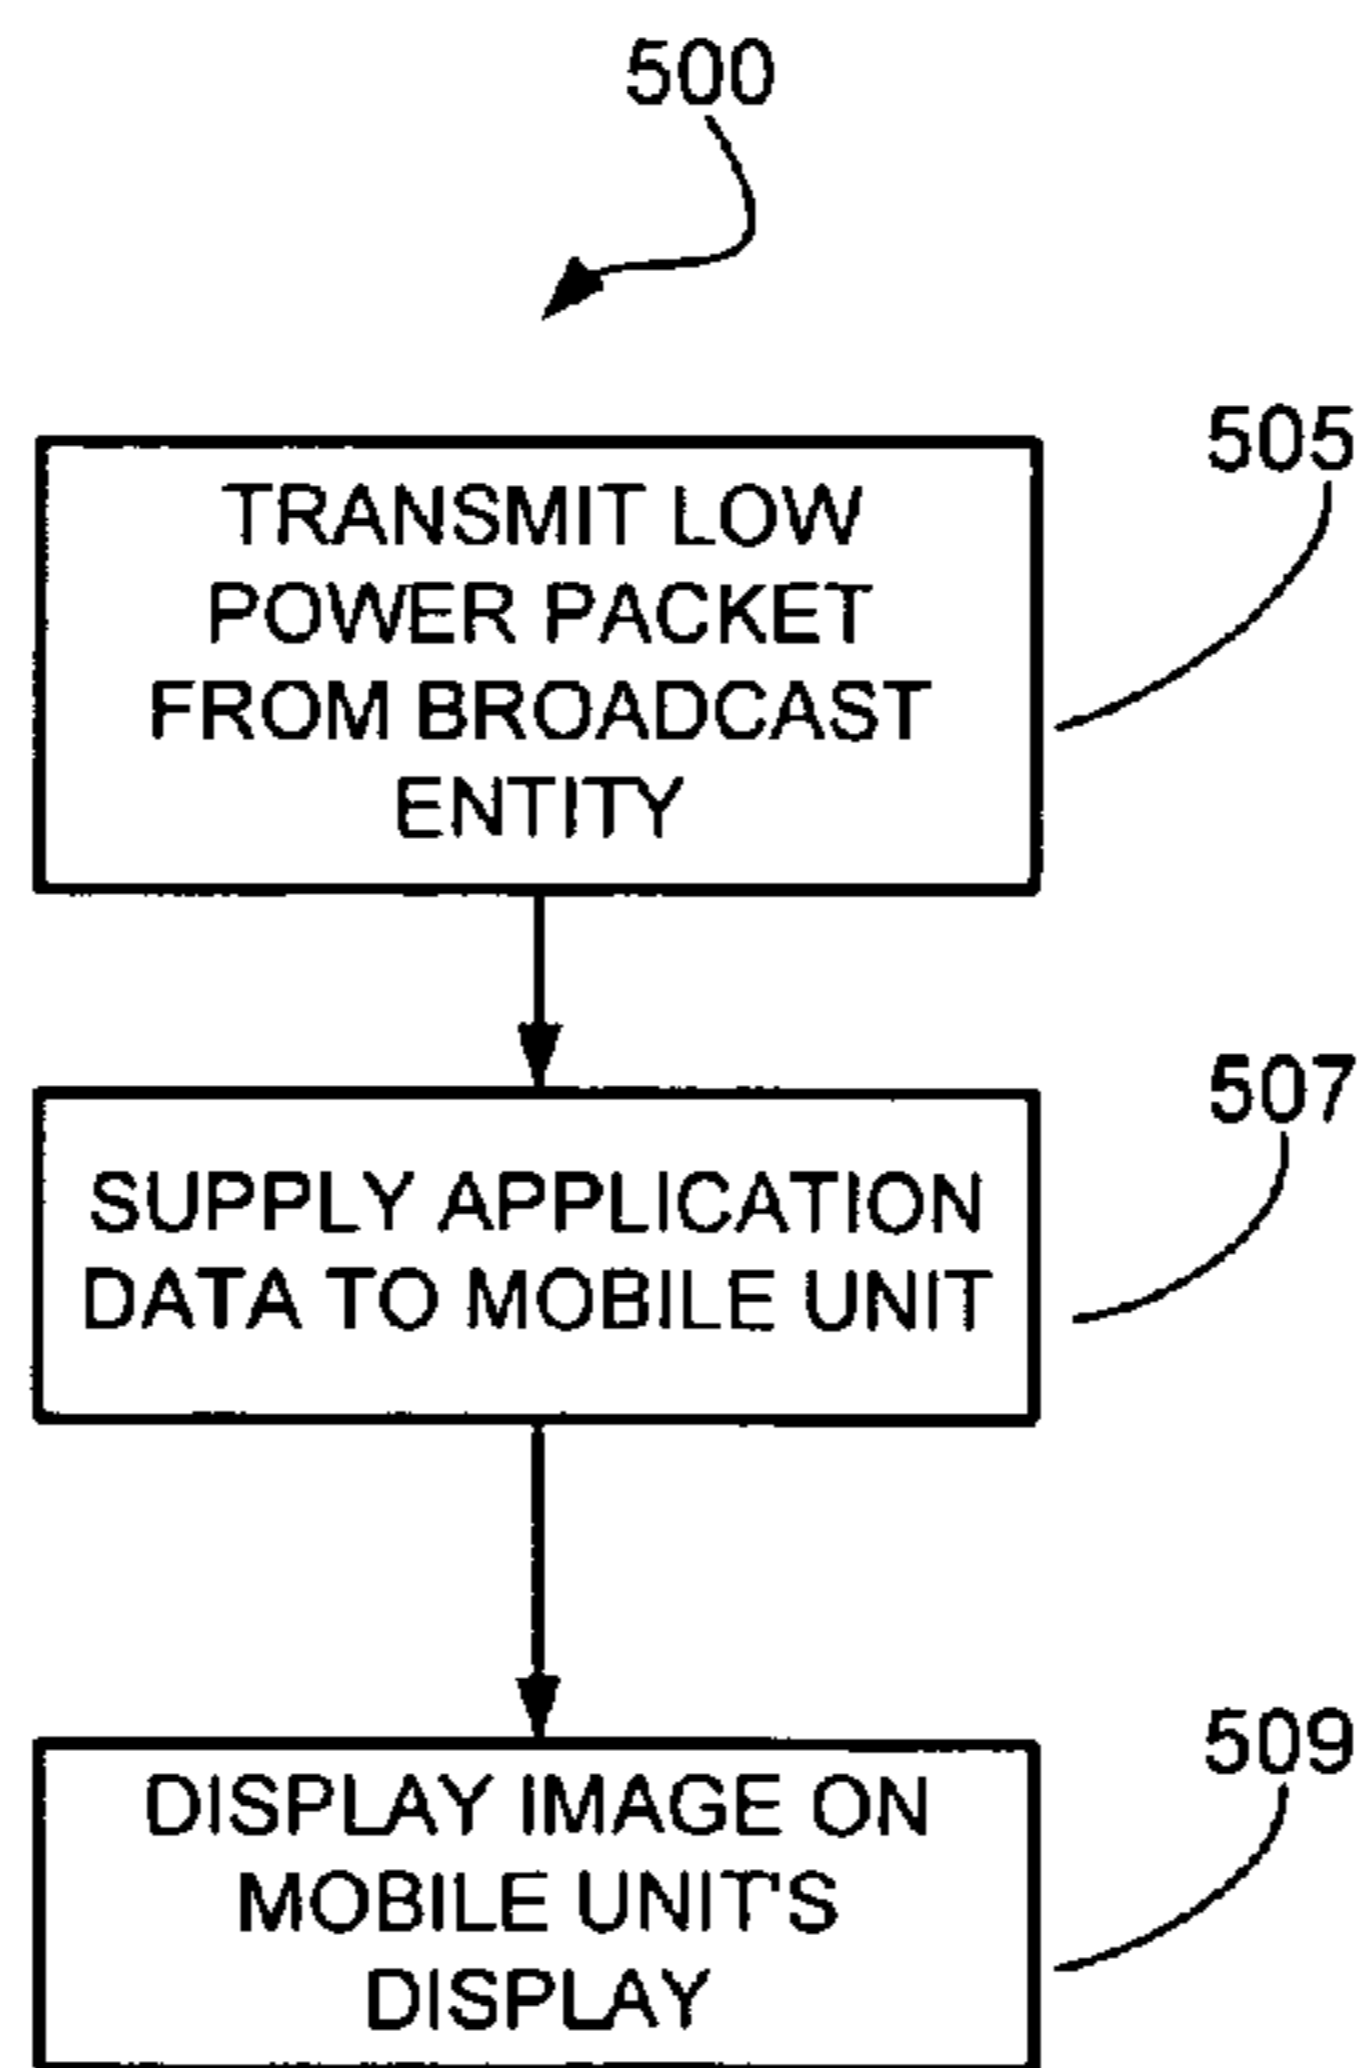 500
505
TRANSMIT LOW
POWER PACKET
FROM BROADCAST
ENTITY
507
SUPPLY APPLICATION
DATA TO MOBILE UNIT
509
DISPLAY IMAGE ON
MOBILE UNIT'S
DISPLAY